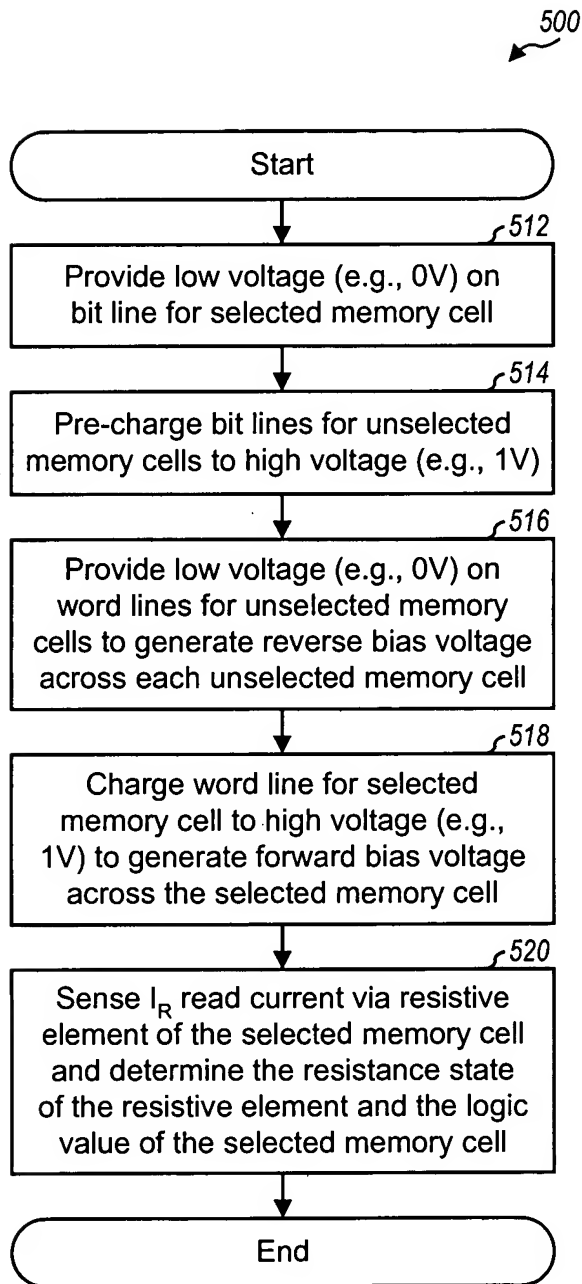 500
Start
512
Provide low voltage (e.g., 0V) on
bit line for selected memory cell
514
Pre-charge bit lines for unselected
memory cells to high voltage (e.g., 1V)
516
Provide low voltage (e.g., 0V) on
word lines for unselected memory
cells to generate reverse bias voltage
across each unselected memory cell
518
Charge word line for selected
memory cell to high voltage (e.g.,
1V) to generate forward bias voltage
across the selected memory cell
520
Sense I_R read current via resistive
element of the selected memory cell
and determine the resistance state
of the resistive element and the logic
value of the selected memory cell
End